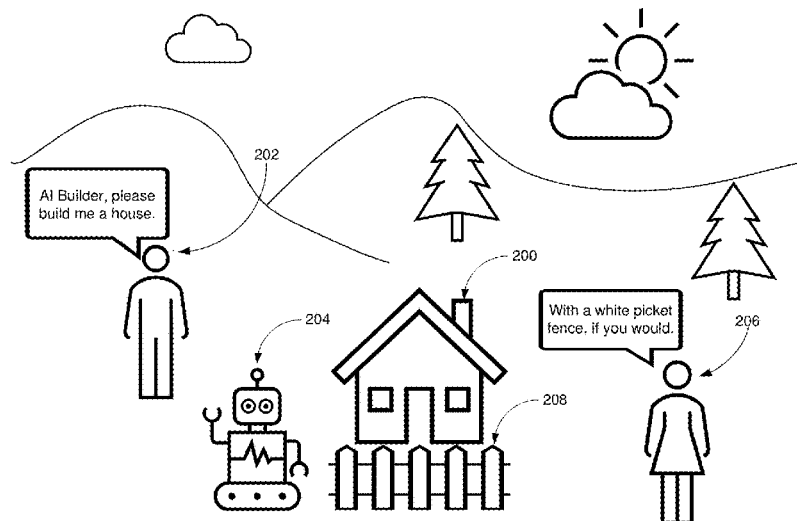 202
AI Builder, please
build me a house.
200
With a white picket
fence, if you would.
206
204
208